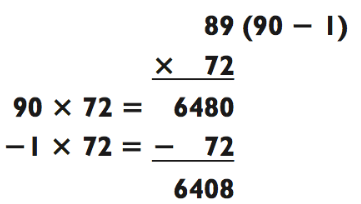 89 (90 − 1)
× 72
90 × 72 = 6480
−1 × 72 = − 72
6408